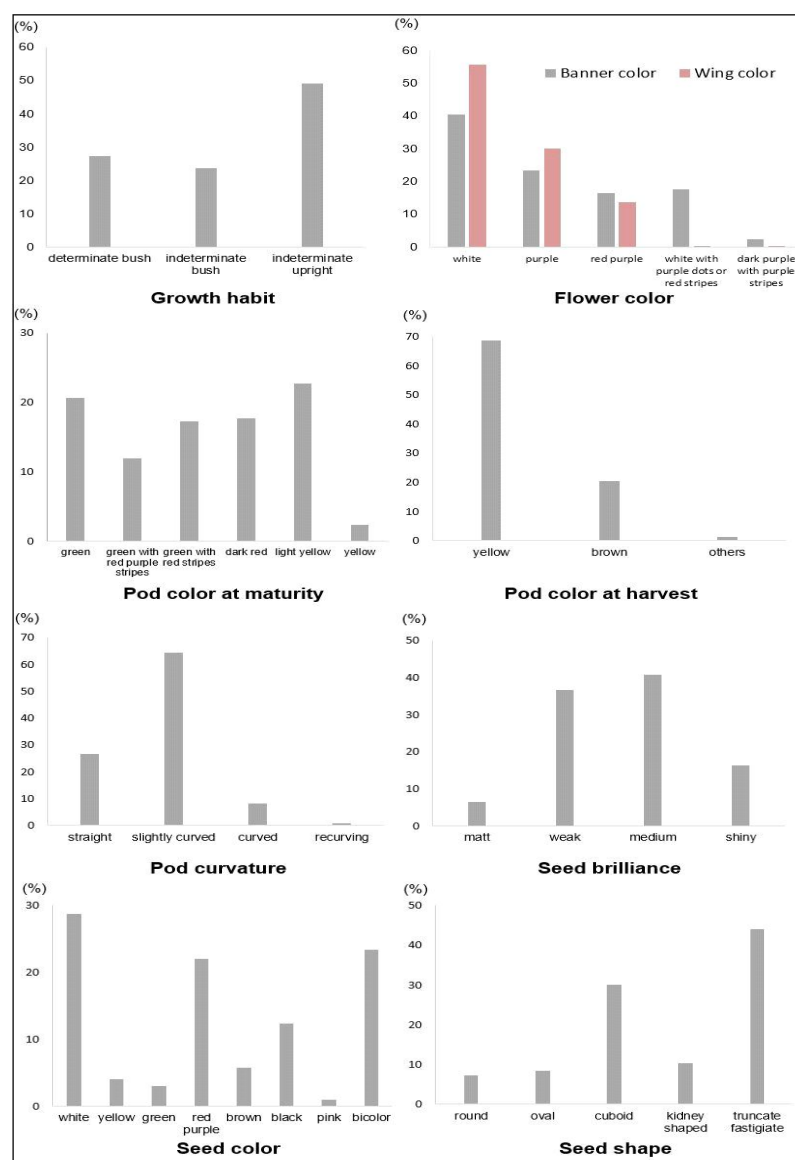 (%)
60
50
40
30
20
10
0
determinate bush
indeterminate
bush
indeterminate
upright
Growth habit
(%)
60
50
40
30
20
10
0
Banner color
Wing color
white
purple
red purple
white with
purple dots or
red stripes
dark purple
with purple
stripes
Flower color
(%)
30
20
10
0
green
green with
red purple
stripes
green with
red stripes
dark red
light yellow
yellow
Pod color at maturity
(%)
70
60
50
40
30
20
10
0
yellow
brown
others
Pod color at harvest
(%)
70
60
50
40
30
20
10
0
straight
slightly curved
curved
recurving
Pod curvature
(%)
50
40
30
20
10
0
matt
weak
medium
shiny
Seed brilliance
(%)
30
20
10
0
white
yellow
green
red
purple
brown
black
pink
bicolor
Seed color
(%)
50
40
30
20
10
0
round
oval
cuboid
kidney
shaped
truncate
fastigiate
Seed shape